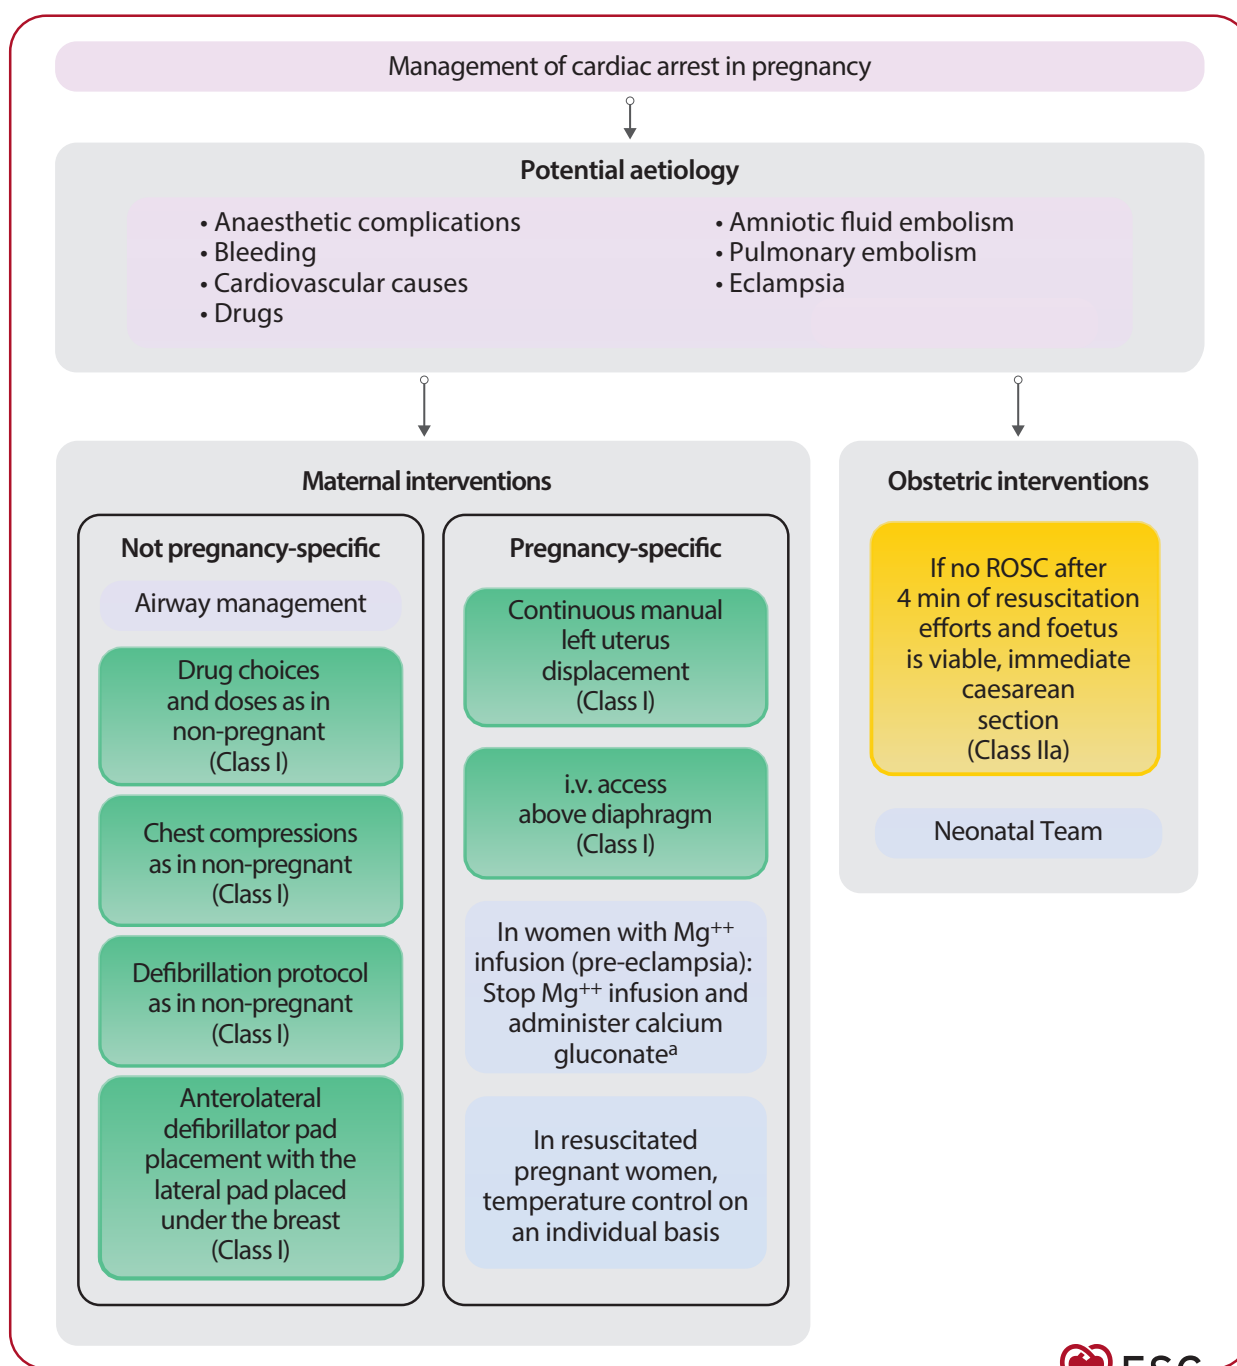 Management of cardiac arrest in pregnancy
Potential aetiology
• Anaesthetic complications
• Bleeding
• Cardiovascular causes
• Drugs
• Amniotic fluid embolism
• Pulmonary embolism
• Eclampsia
Maternal interventions
Not pregnancy-specific
Airway management
Drug choices
and doses as in
non-pregnant
(Class I)
Chest compressions
as in non-pregnant
(Class I)
Defibrillation protocol
as in non-pregnant
(Class I)
Anterolateral
defibrillator pad
placement with the
lateral pad placed
under the breast
(Class I)
Pregnancy-specific
Continuous manual
left uterus
displacement
(Class I)
i.v. access
above diaphragm
(Class I)
In women with Mg⁺⁺
infusion (pre-eclampsia):
Stop Mg⁺⁺ infusion and
administer calcium
gluconateᵃ
In resuscitated
pregnant women,
temperature control on
an individual basis
Obstetric interventions
If no ROSC after
4 min of resuscitation
efforts and foetus
is viable, immediate
caesarean
section
(Class IIa)
Neonatal Team
ESC